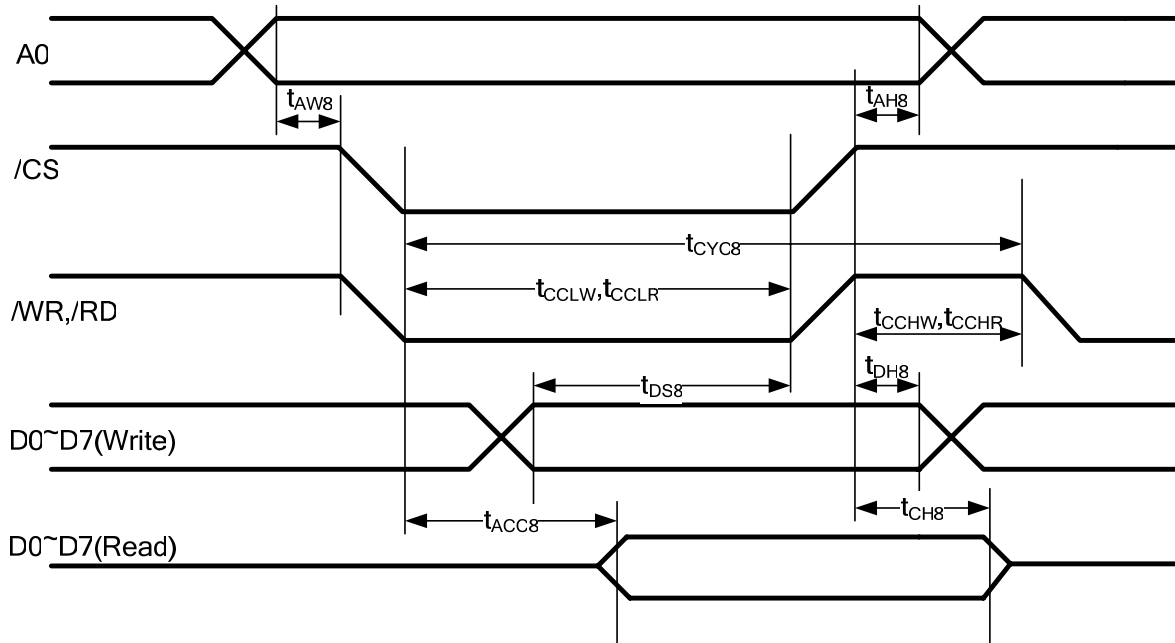 A0
tAW8
tAH8
/CS
tCYC8
tCCLW,tCCLR
/WR,/RD
tCCHW,tCCHR
tDH8
tDS8
D0~D7(Write)
tCH8
tACC8
D0~D7(Read)